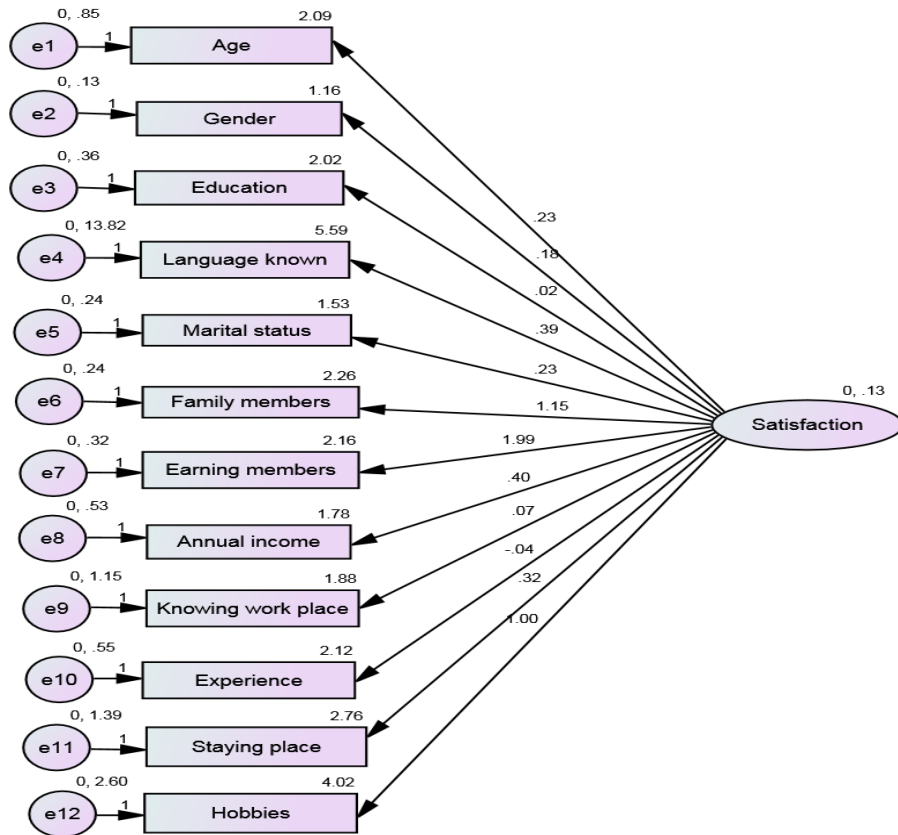 0, .85
2.09
e1
1
Age
0, .13
1.16
e2
1
Gender
0, .36
2.02
e3
1
Education
.23
.18
.02
0, 13.82
5.59
e4
1
Language known
.39
0, .24
1.53
e5
1
Marital status
.23
0, .24
2.26
e6
1
Family members
1.15
0, .13
Satisfaction
0, .32
2.16
e7
1
Earning members
1.99
.40
0, .53
1.78
e8
1
Annual income
.07
-.04
0, 1.15
1.88
e9
1
Knowing work place
.32
1.00
0, .55
2.12
e10
1
Experience
0, 1.39
2.76
e11
1
Staying place
0, 2.60
4.02
e12
1
Hobbies